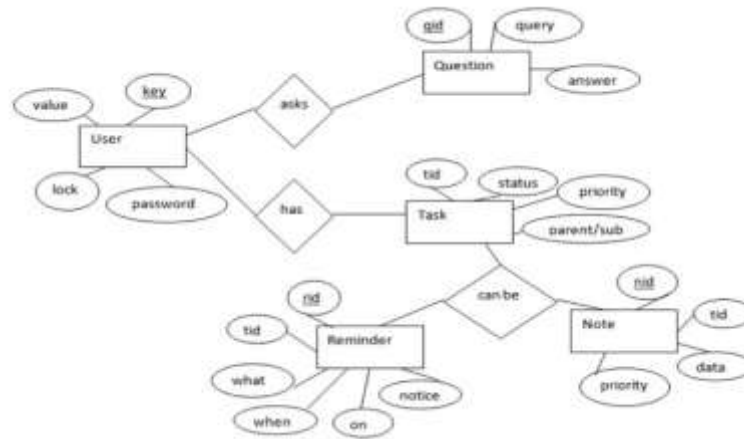 qid
query
Question
answer
key
value
asks
User
lock
password
tid
status
priority
has
Task
parent/sub
rid
can be
nid
tid
Reminder
Note
tid
what
data
notice
priority
when
on